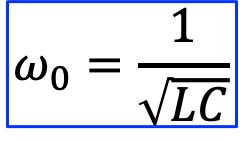 ω₀ = 1/√LC